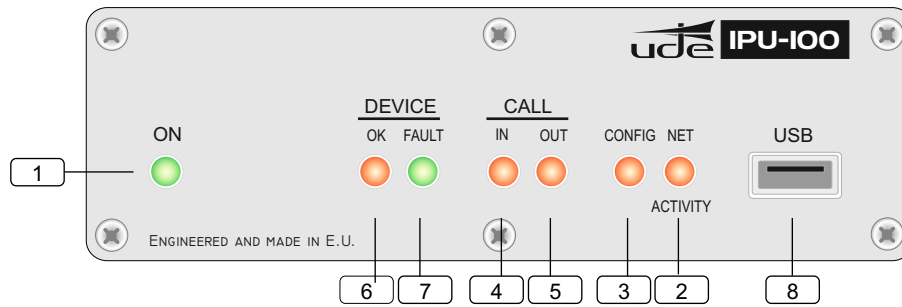 ude IPU-100
DEVICE CALL
ON OK FAULT IN OUT CONFIG NET USB
1
ACTIVITY
ENGINEERED AND MADE IN E.U.
6 7 4 5 3 2 8